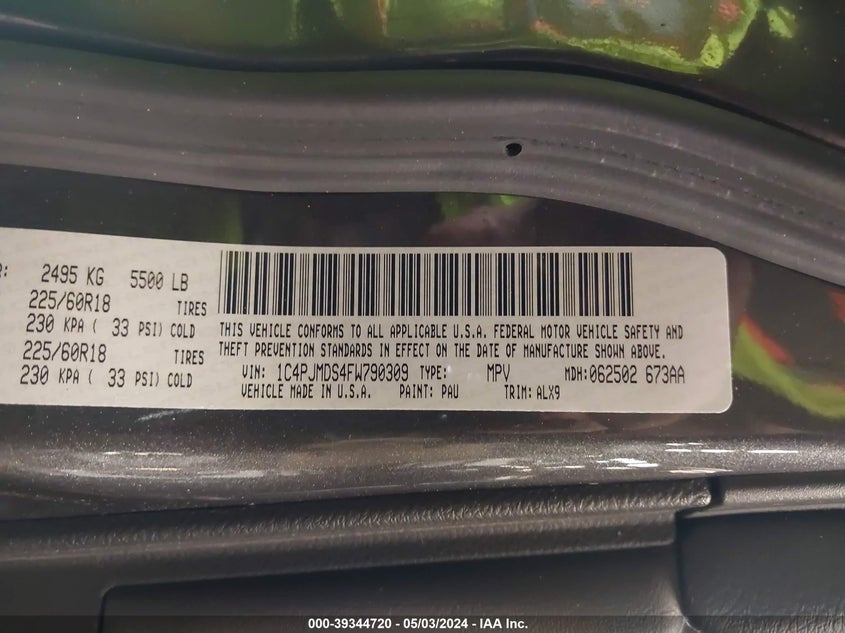 R: 2495 KG 5500 LB
225/60R18 TIRES
230 KPA ( 33 PSI) COLD
225/60R18 TIRES
230 KPA ( 33 PSI) COLD
THIS VEHICLE CONFORMS TO ALL APPLICABLE U.S.A. FEDERAL MOTOR VEHICLE SAFETY AND
THEFT PREVENTION STANDARDS IN EFFECT ON THE DATE OF MANUFACTURE SHOWN ABOVE.
VIN: 1C4PJMDS4FW790309 TYPE: MPV MDH:062502 673AA
VEHICLE MADE IN U.S.A. PAINT: PAU TRIM: ALX9
000-39344720 - 05/03/2024 - IAA Inc.